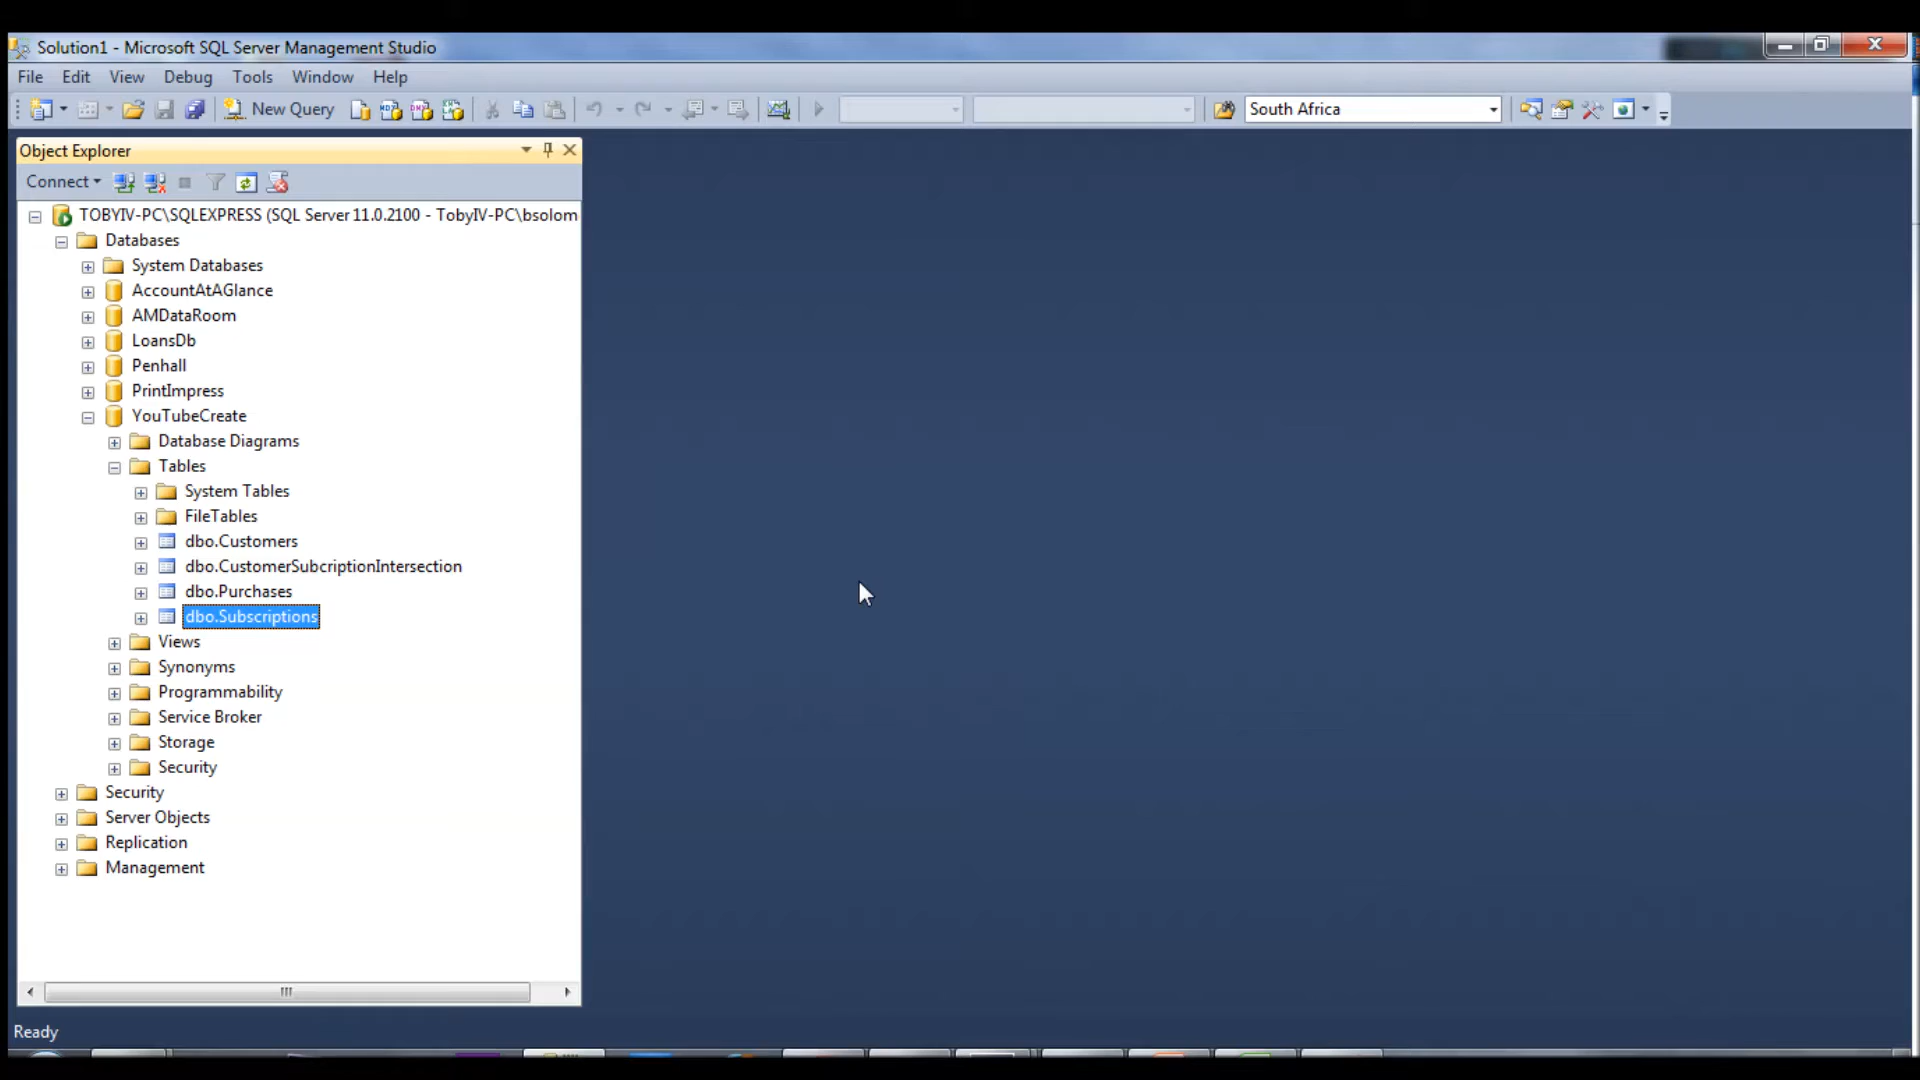 Solution1 - Microsoft SQL Server Management Studio
File Edit View Debug Tools Window Help
New Query South Africa
Object Explorer
Connect
TOBYIV-PC\SQLEXPRESS (SQL Server 11.0.2100 - TobyIV-PC\bsolom
Databases
System Databases
AccountAtAGlance
AMDataRoom
LoansDb
Penhall
PrintImpress
YouTubeCreate
Database Diagrams
Tables
System Tables
FileTables
dbo.Customers
dbo.CustomerSubcriptionIntersection
dbo.Purchases
dbo.Subscriptions
Views
Synonyms
Programmability
Service Broker
Storage
Security
Security
Server Objects
Replication
Management
Ready